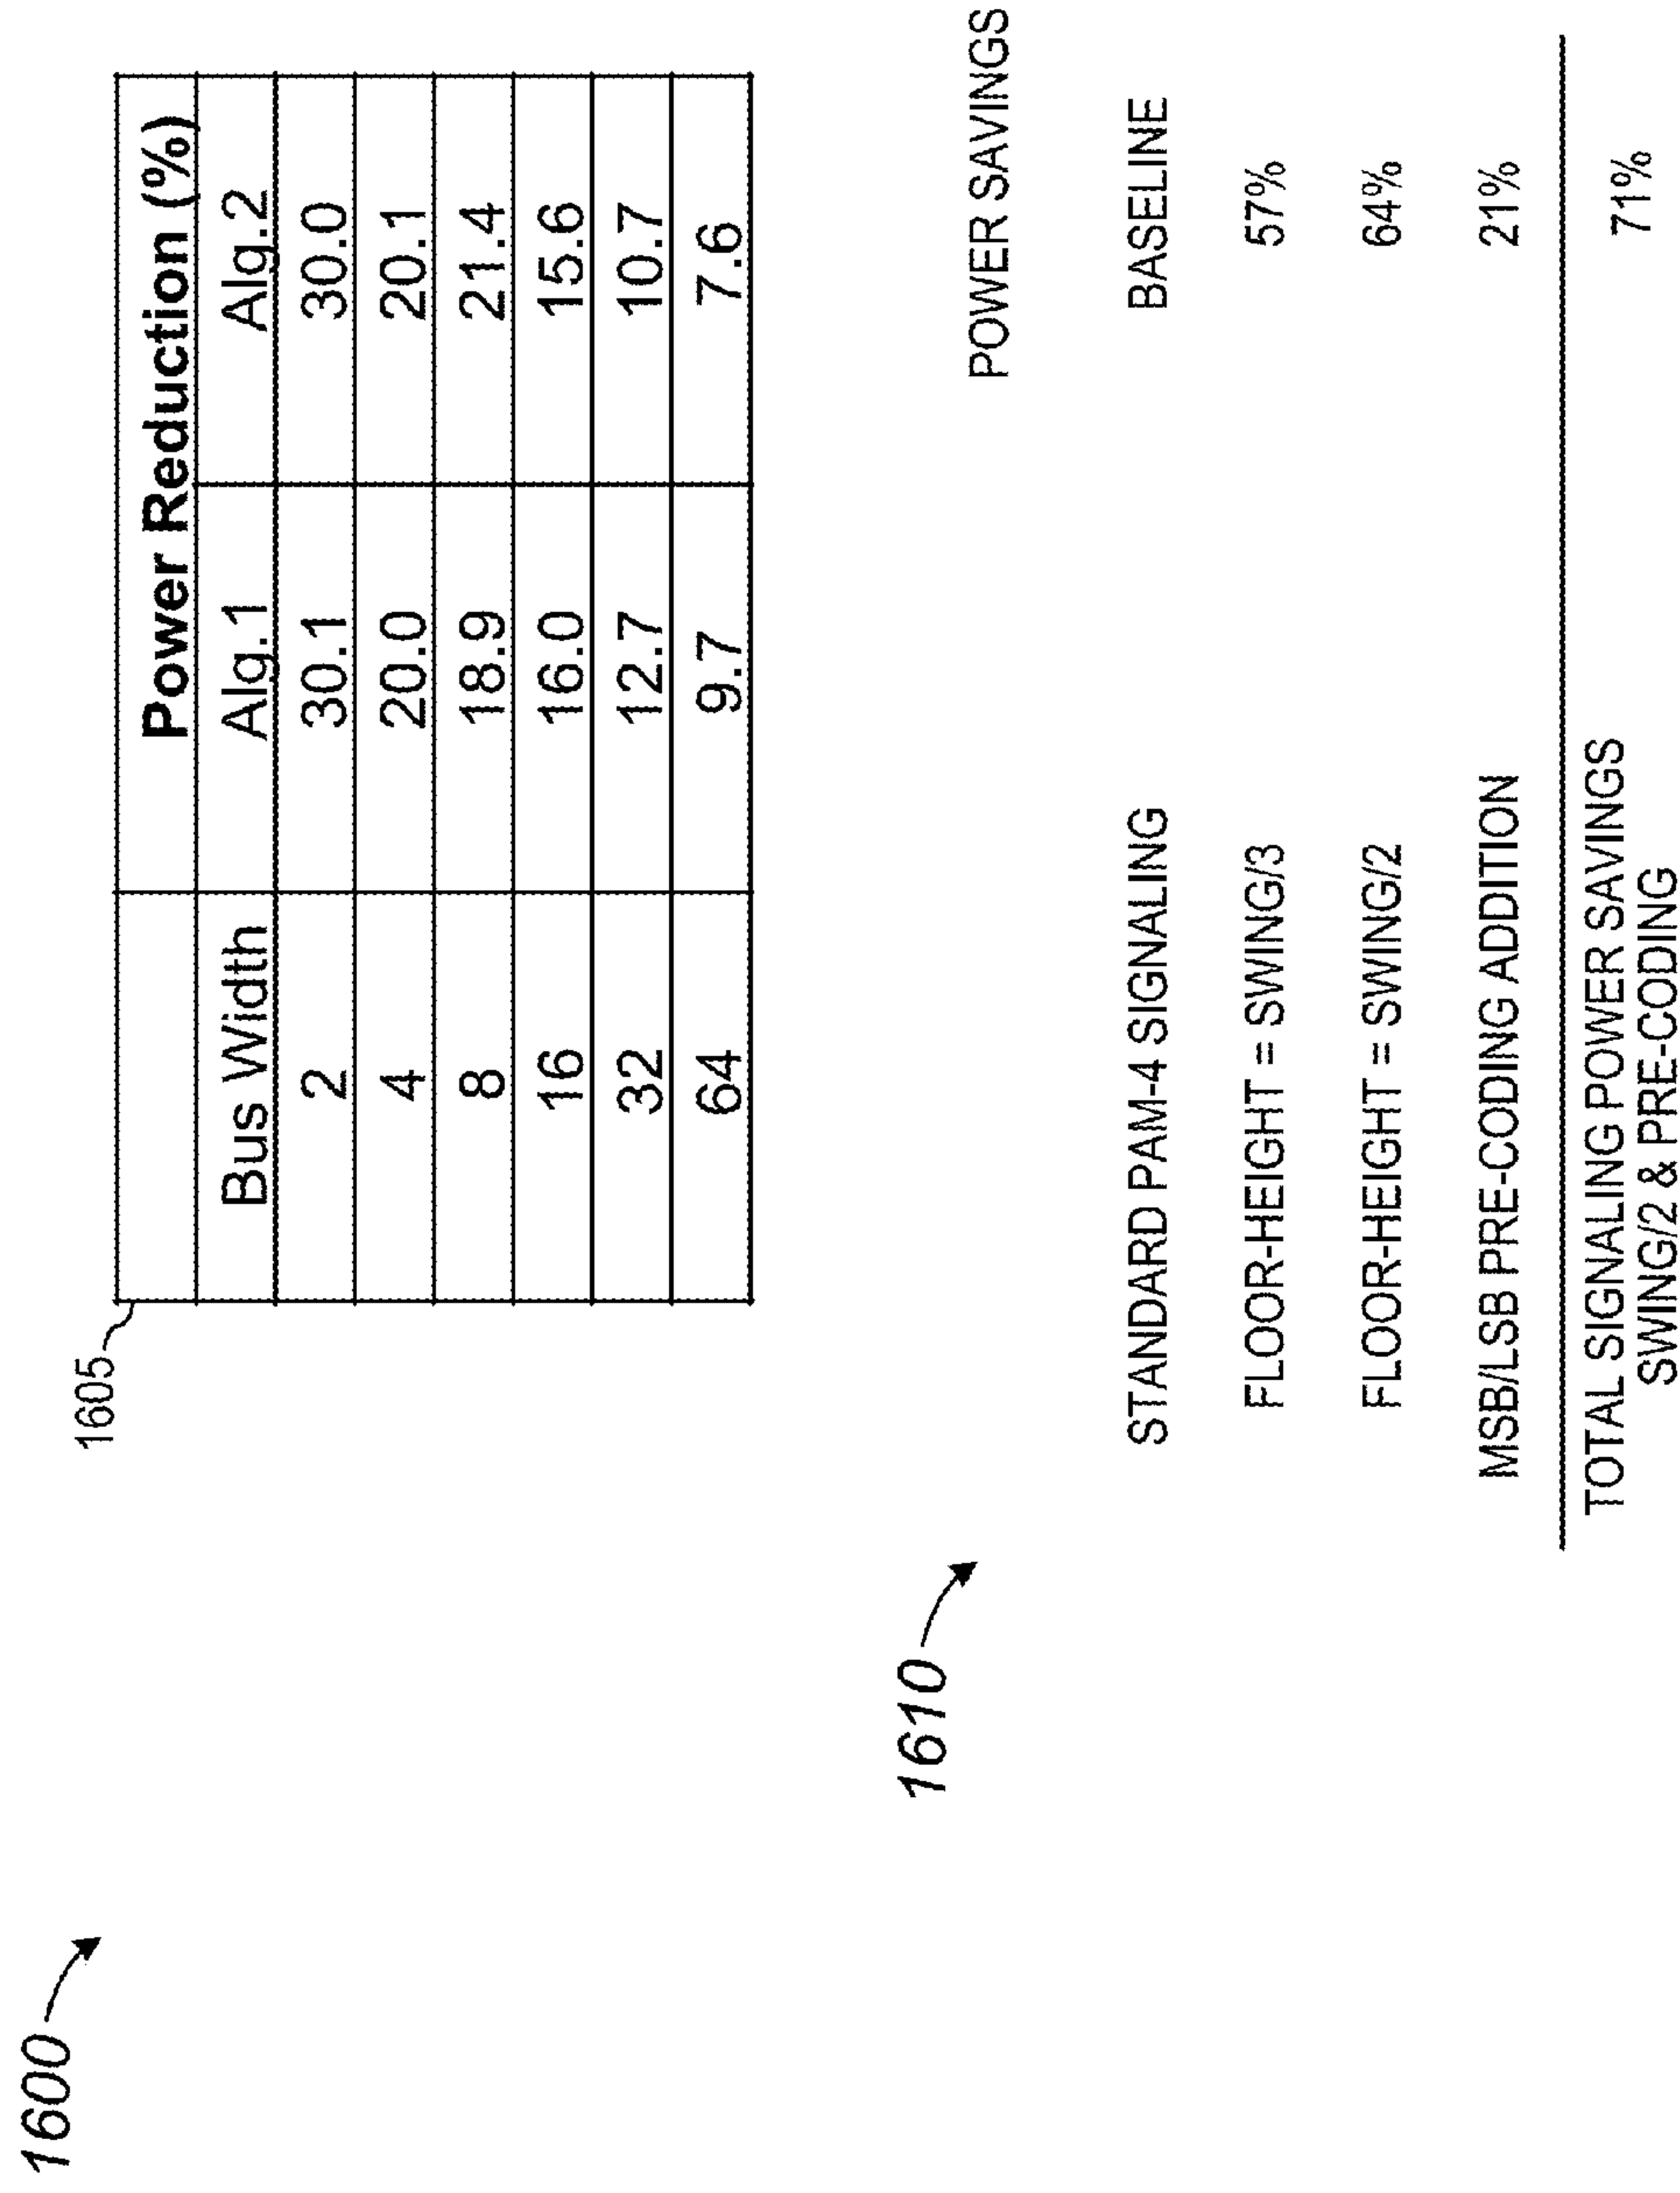 1600
1605
Power Reduction (%)
Bus Width Alg.1 Alg.2
2 30.1 30.0
4 20.0 20.1
8 18.9 21.4
16 16.0 15.6
32 12.7 10.7
64 9.7 7.6
1610
POWER SAVINGS
STANDARD PAM-4 SIGNALING BASELINE
FLOOR-HEIGHT = SWING/3 57%
FLOOR-HEIGHT = SWING/2 64%
MSB/LSB PRE-CODING ADDITION 21%
TOTAL SIGNALING POWER SAVINGS 71%
SWING/2 & PRE-CODING